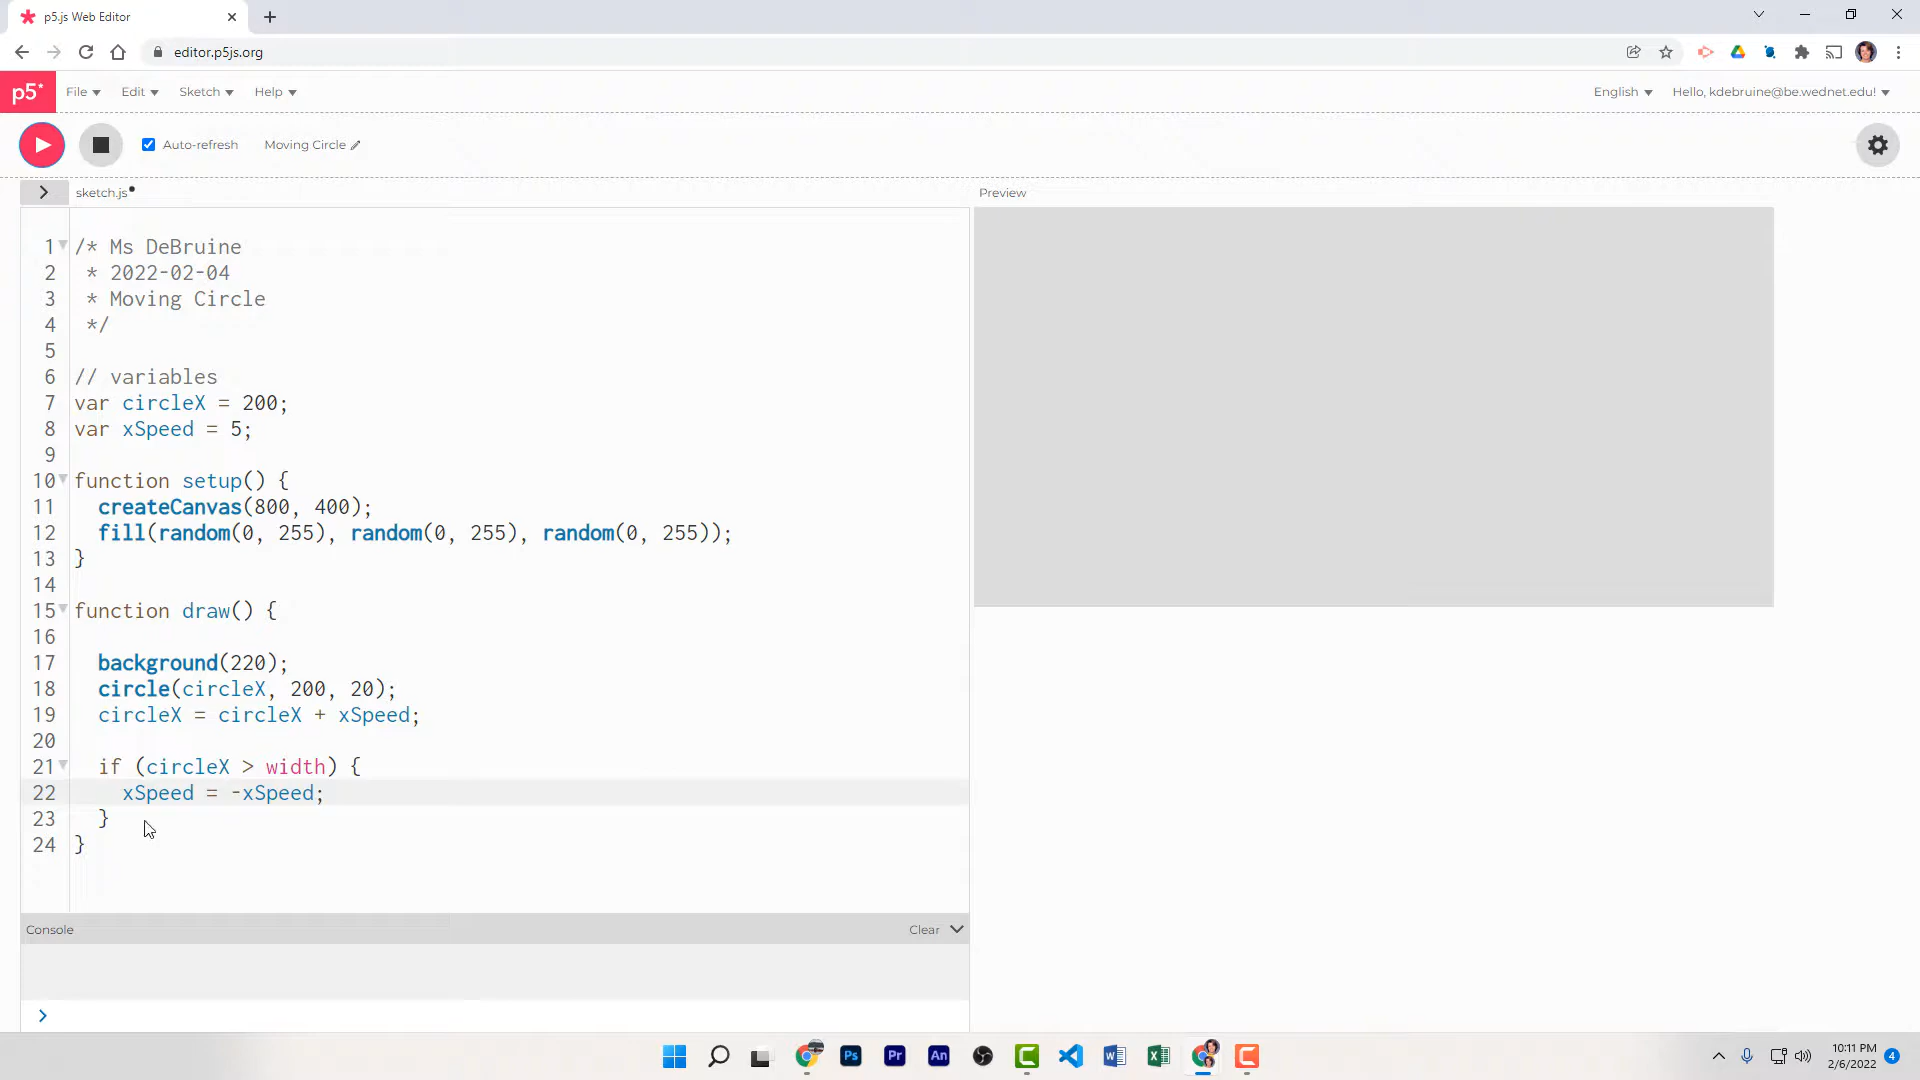 p5.js Web Editor
editor.p5js.org
p5* File Edit Sketch Help English Hello, kdebruine@be.wednet.edu!
Auto-refresh Moving Circle
sketch.js Preview
1 /* Ms DeBruine
2 * 2022-02-04
3 * Moving Circle
4 */
5
6 // variables
7 var circleX = 200;
8 var xSpeed = 5;
9
10 function setup() {
11 createCanvas(800, 400);
12 fill(random(0, 255), random(0, 255), random(0, 255));
13 }
14
15 function draw() {
16
17 background(220);
18 circle(circleX, 200, 20);
19 circleX = circleX + xSpeed;
20
21 if (circleX > width) {
22 xSpeed = -xSpeed;
23 }
24 }
Console Clear
>
Ps Pr An
10:11 PM
2/6/2022 4